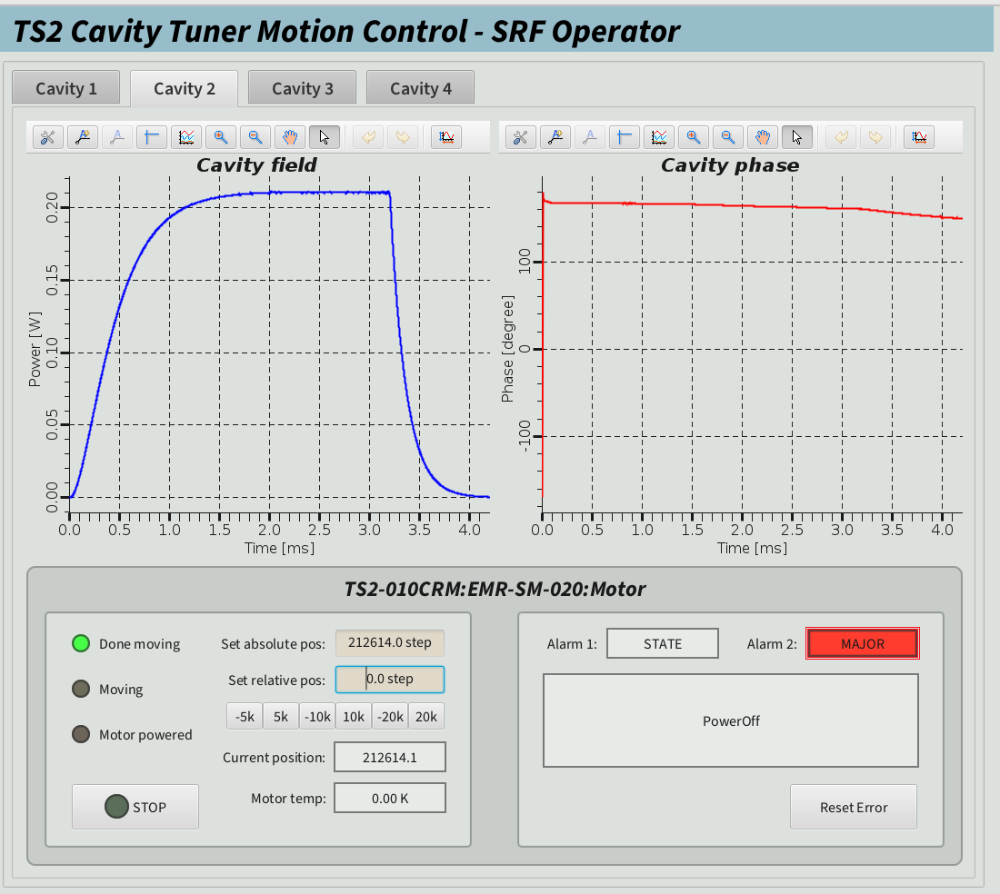 TS2 Cavity Tuner Motion Control - SRF Operator
Cavity 1 Cavity 2 Cavity 3 Cavity 4
Cavity field
Power [W]
0.20
0.15
0.10
0.05
0.00
0.0 0.5 1.0 1.5 2.0 2.5 3.0 3.5 4.0
Time [ms]
Cavity phase
Phase [degree]
100
0
-100
0.0 0.5 1.0 1.5 2.0 2.5 3.0 3.5 4.0
Time [ms]
TS2-010CRM:EMR-SM-020:Motor
Done moving
Moving
Motor powered
STOP
Set absolute pos: 212614.0 step
Set relative pos: 0.0 step
-5k 5k -10k 10k -20k 20k
Current position: 212614.1
Motor temp: 0.00 K
Alarm 1: STATE Alarm 2: MAJOR
PowerOff
Reset Error